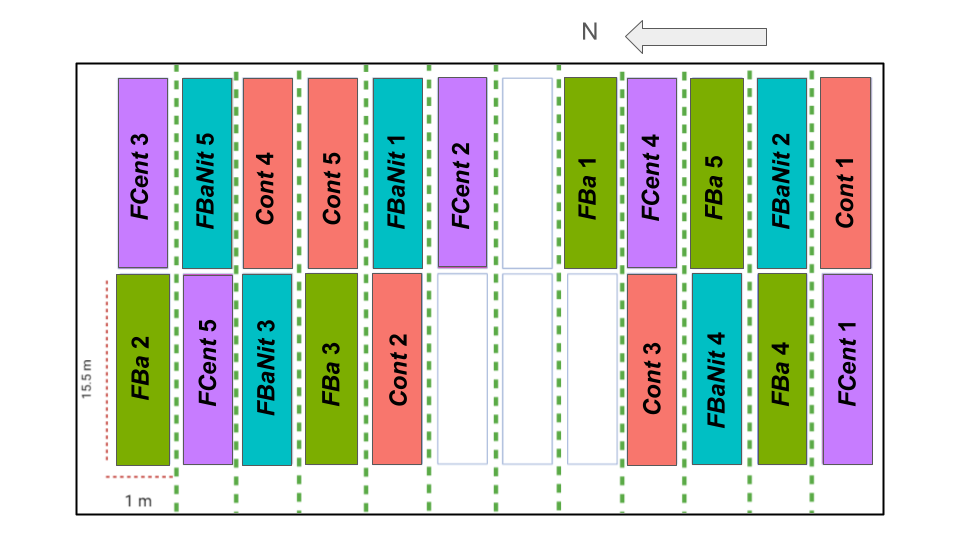 N
FCent 3
FBaNit 5
Cont 4
Cont 5
FBaNit 1
FCent 2
FBa 1
FCent 4
FBa 5
FBaNit 2
Cont 1
FBa 2
FCent 5
FBaNit 3
FBa 3
Cont 2
Cont 3
FBaNit 4
FBa 4
FCent 1
15.5 m
1 m